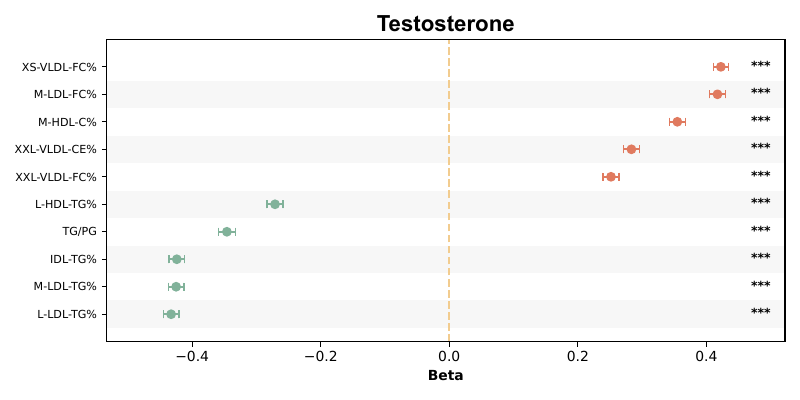 Testosterone
XS-VLDL-FC% ***
M-LDL-FC% ***
M-HDL-C% ***
XXL-VLDL-CE% ***
XXL-VLDL-FC% ***
L-HDL-TG% ***
TG/PG ***
IDL-TG% ***
M-LDL-TG% ***
L-LDL-TG% ***
−0.4 −0.2 0.0 0.2 0.4
Beta